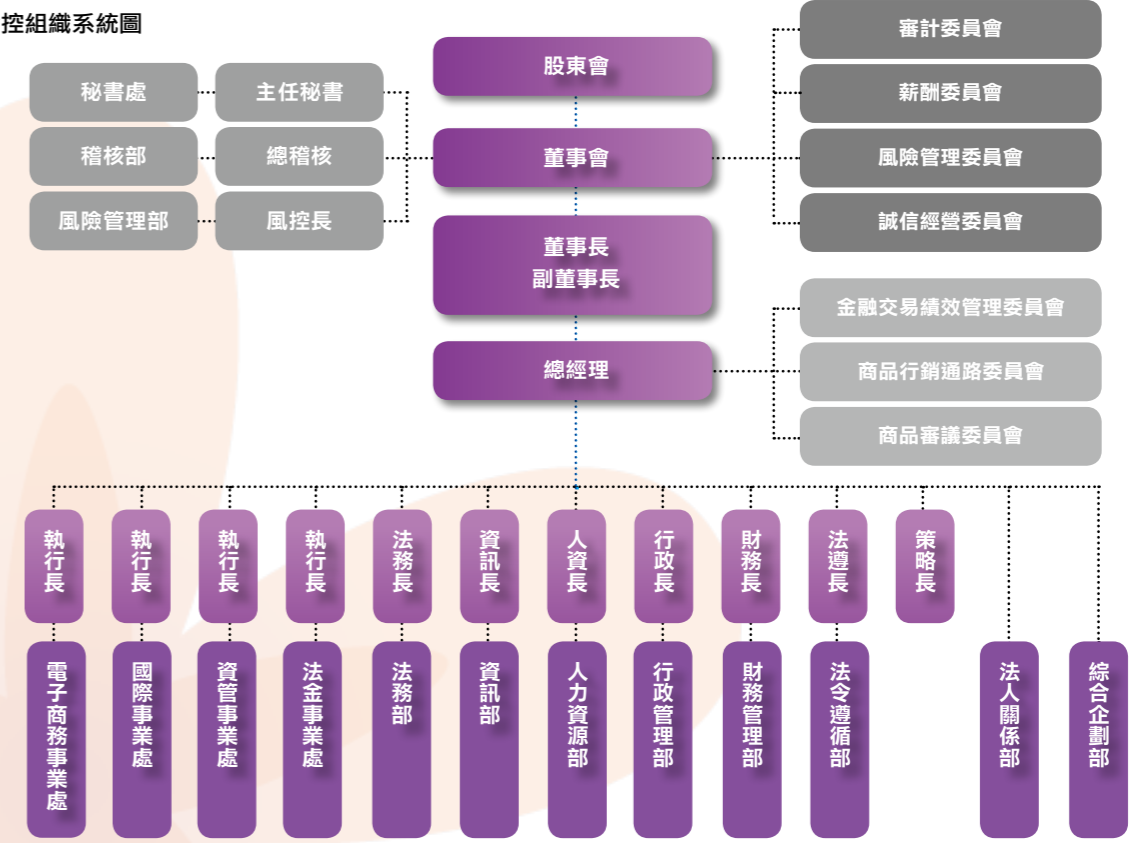 控組織系統圖
股東會
董事會
董事長
副董事長
總經理
秘書處
主任秘書
稽核部
總稽核
風險管理部
風控長
審計委員會
薪酬委員會
風險管理委員會
誠信經營委員會
金融交易績效管理委員會
商品行銷通路委員會
商品審議委員會
執行長
執行長
執行長
執行長
法務長
資訊長
人資長
行政長
財務長
法遵長
策略長
電子商務事業處
國際事業處
資管事業處
法金事業處
法務部
資訊部
人力資源部
行政管理部
財務管理部
法令遵循部
法人關係部
綜合企劃部